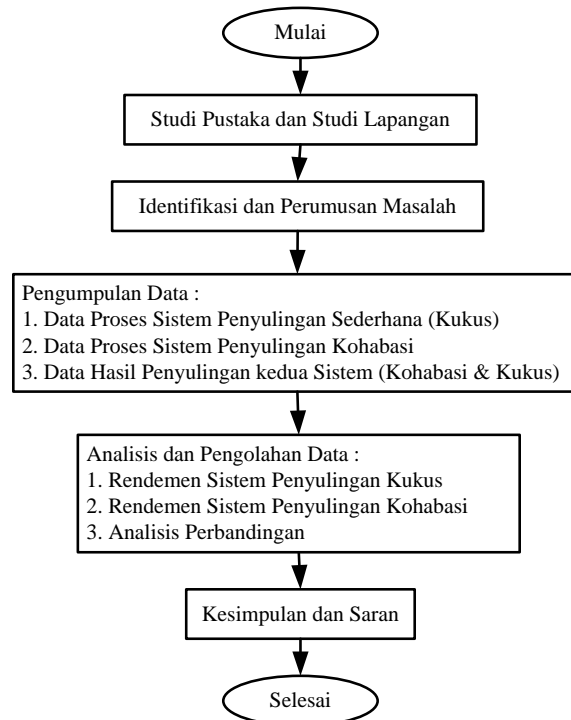 Mulai
Studi Pustaka dan Studi Lapangan
Identifikasi dan Perumusan Masalah
Pengumpulan Data :
1. Data Proses Sistem Penyulingan Sederhana (Kukus)
2. Data Proses Sistem Penyulingan Kohabasi
3. Data Hasil Penyulingan kedua Sistem (Kohabasi & Kukus)
Analisis dan Pengolahan Data :
1. Rendemen Sistem Penyulingan Kukus
2. Rendemen Sistem Penyulingan Kohabasi
3. Analisis Perbandingan
Kesimpulan dan Saran
Selesai